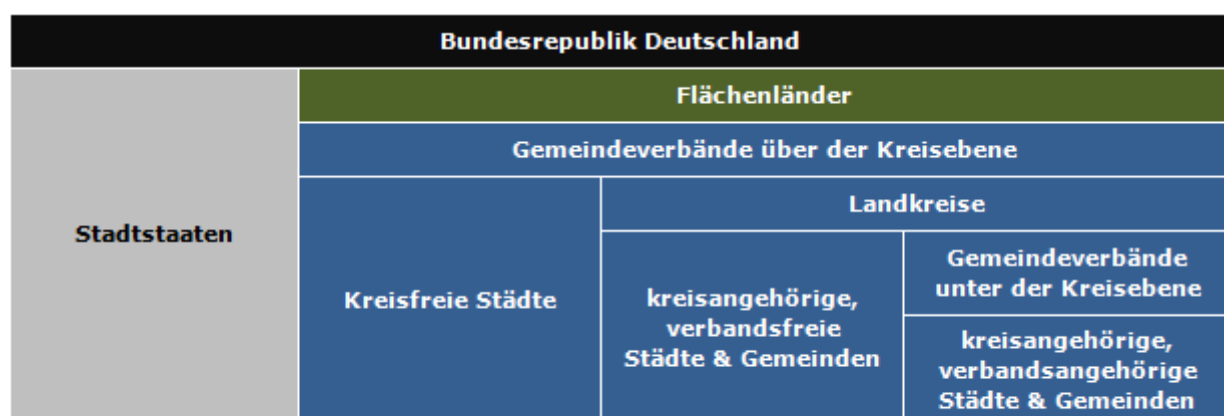 Bundesrepublik Deutschland
Flächenländer
Gemeindeverbände über der Kreisebene
Stadtstaaten
Kreisfreie Städte
Landkreise
kreisangehörige,
verbandsfreie
Städte & Gemeinden
Gemeindeverbände
unter der Kreisebene
kreisangehörige,
verbandsangehörige
Städte & Gemeinden